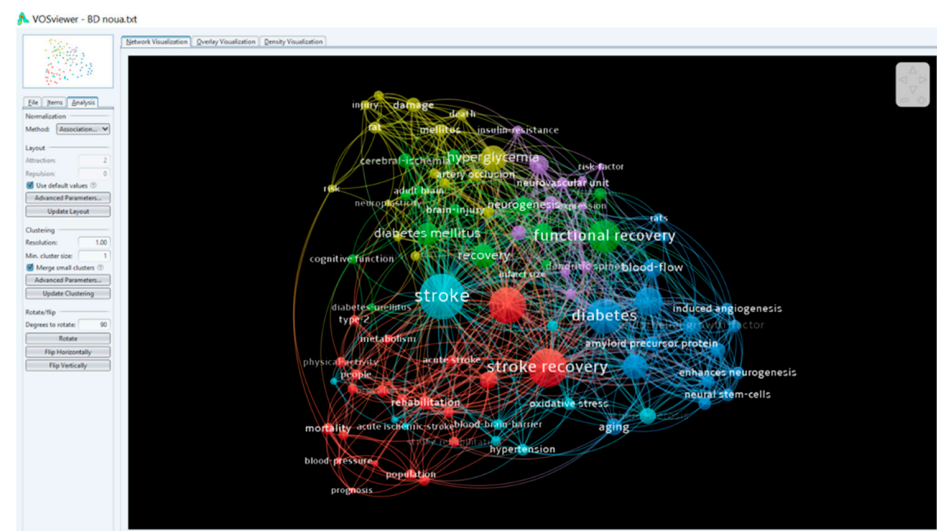 VOSviewer - BD noua.txt
Network Visualization Overlay Visualization Density Visualization
File Items Analysis
Normalization
Method: Association...
Layout
Attraction: 2
Repulsion: 0
Use default values
Advanced Parameters...
Update Layout
Clustering
Resolution: 1.00
Min. cluster size: 1
Merge small clusters
Advanced Parameters...
Update Clustering
Rotate/flip
Degrees to rotate: 90
Rotate
Flip Horizontally
Flip Vertically
injury
damage
death
rat
mellitus
insulin-resistance
cerebral-ischemia
hyperglycemia
risk-factor
artery occlusion
neurovascular unit
risk
adult brain
neuroplasticity
brain-injury
neurogenesis
expression
rats
diabetes mellitus
functional recovery
recovery
cognitive function
infarct size
dendritic spine
blood-flow
stroke
diabetes-mellitus
induced angiogenesis
type-2
diabetes
growth factor
metabolism
amyloid precursor protein
physical-activity
acute stroke
stroke recovery
people
enhances neurogenesis
rehabilitation
oxidative stress
neural stem-cells
mortality
acute ischemic-stroke
blood-brain-barrier
aging
hypertension
blood-pressure
population
prognosis